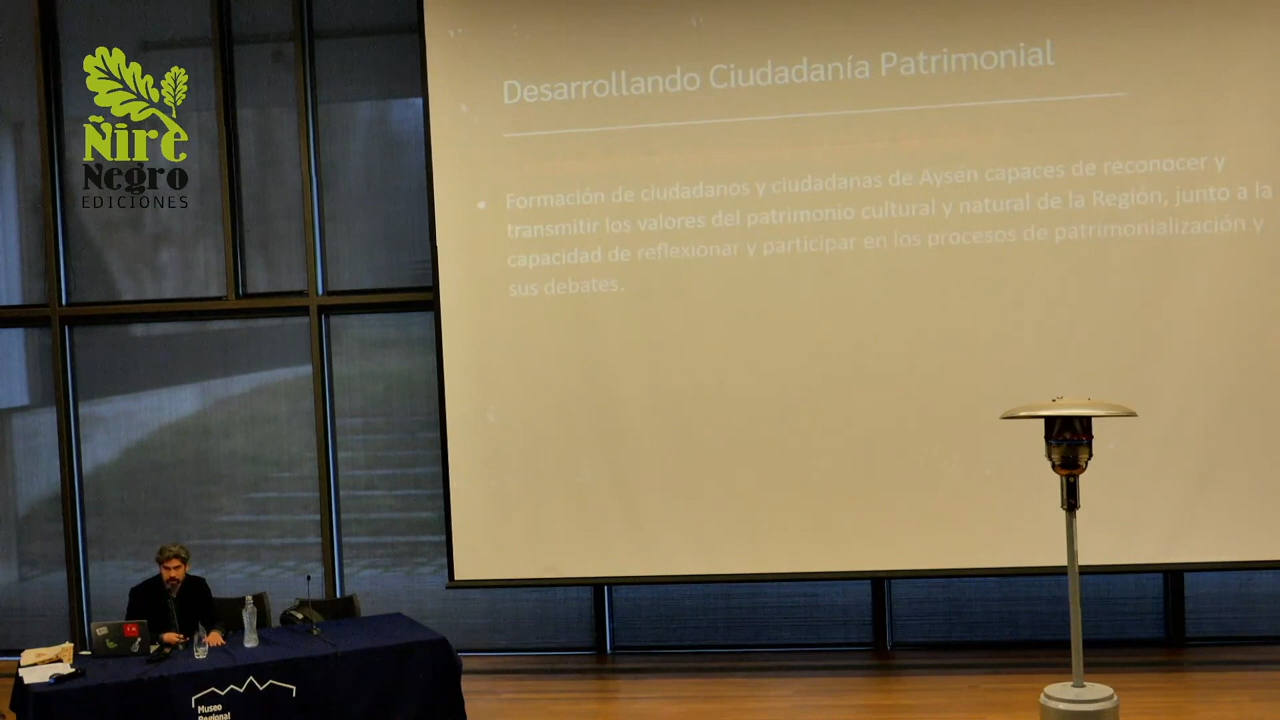 Ñire
Negro
EDICIONES
Desarrollando Ciudadanía Patrimonial
• Formación de ciudadanos y ciudadanas de Aysén capaces de reconocer y
transmitir los valores del patrimonio cultural y natural de la Región, junto a la
capacidad de reflexionar y participar en los procesos de patrimonialización y
sus debates.
Museo
Regional